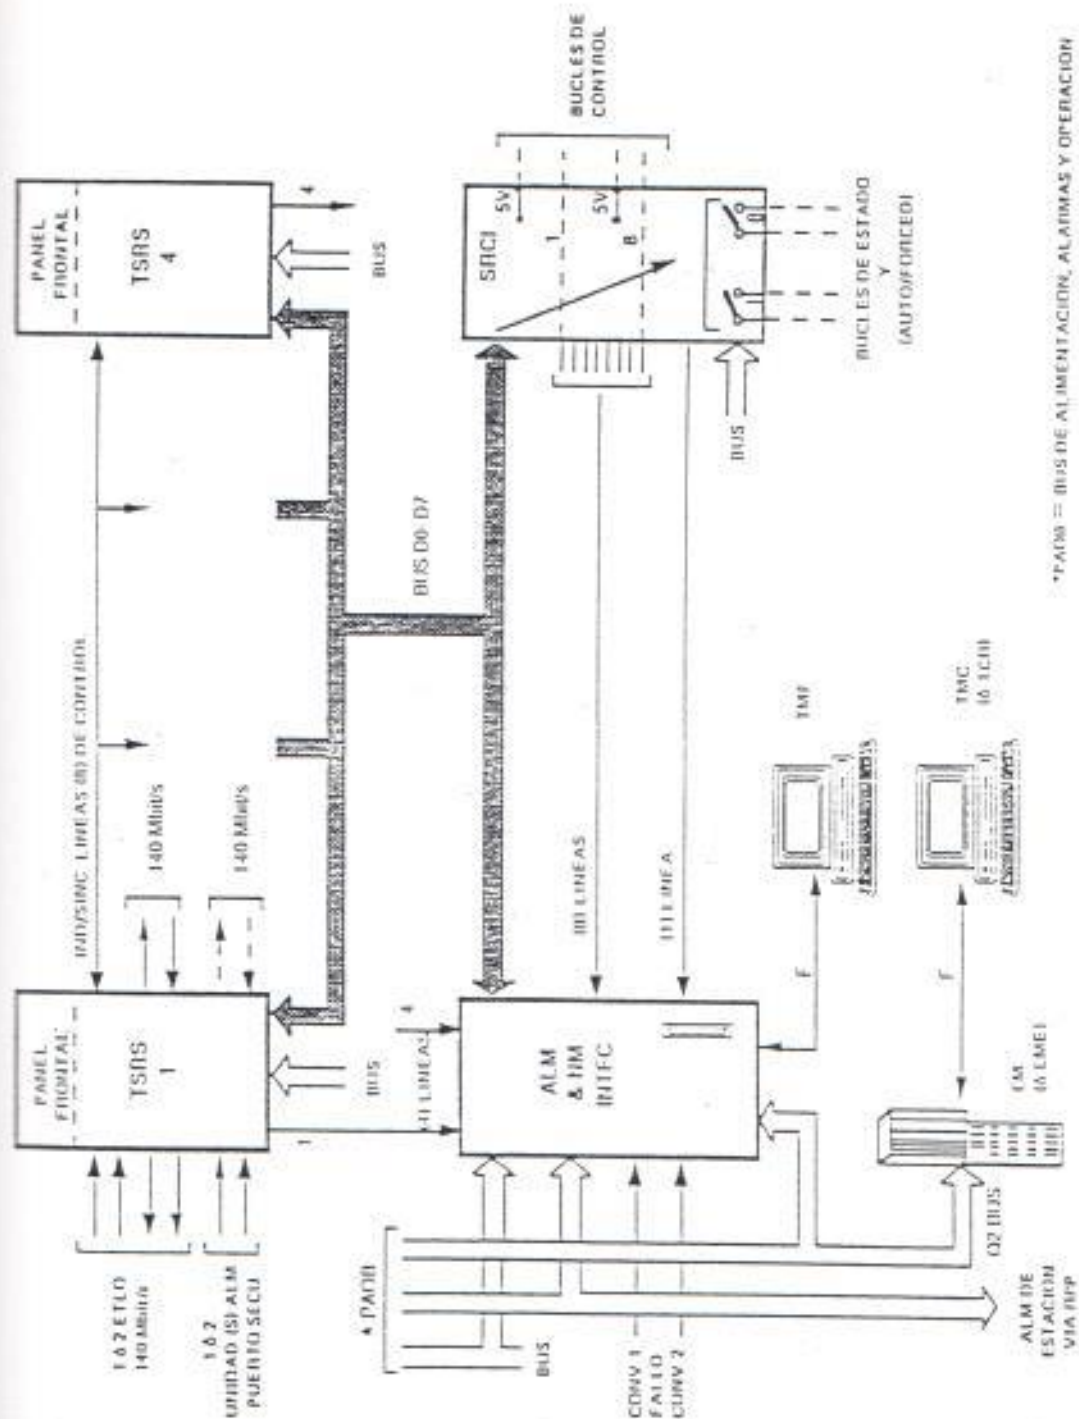 PANEL
FRONTAL
TSRS
1
1 ó 2 ETLO
140 Mbit/s
1 ó 2
UNIDAD (S) ALM
PUERTO SECU
IND/SINC LINEAS (8) DE CONTROL
140 Mbit/s
140 Mbit/s
PANEL
FRONTAL
TSRS
4
4
BUS
BUS
1
(4) LINEAS
4
BUS D0-D7
* PADB
BUS
CONV 1
FALLO
CONV 2
ALM
& NM
INTFC
(8) LINEAS
(1) LINEA
SRCI
5V
1
5V
8
BUCLES DE
CONTROL
BUS
BUCLES DE ESTADO
Y
(AUTO/FORCED)
F
TMF
F
TMC
CM
(ó EME)
Q2 BUS
ALM DE
ESTACION
VIA RPP
*PADB = BUS DE ALIMENTACION, ALARMAS Y OPERACION